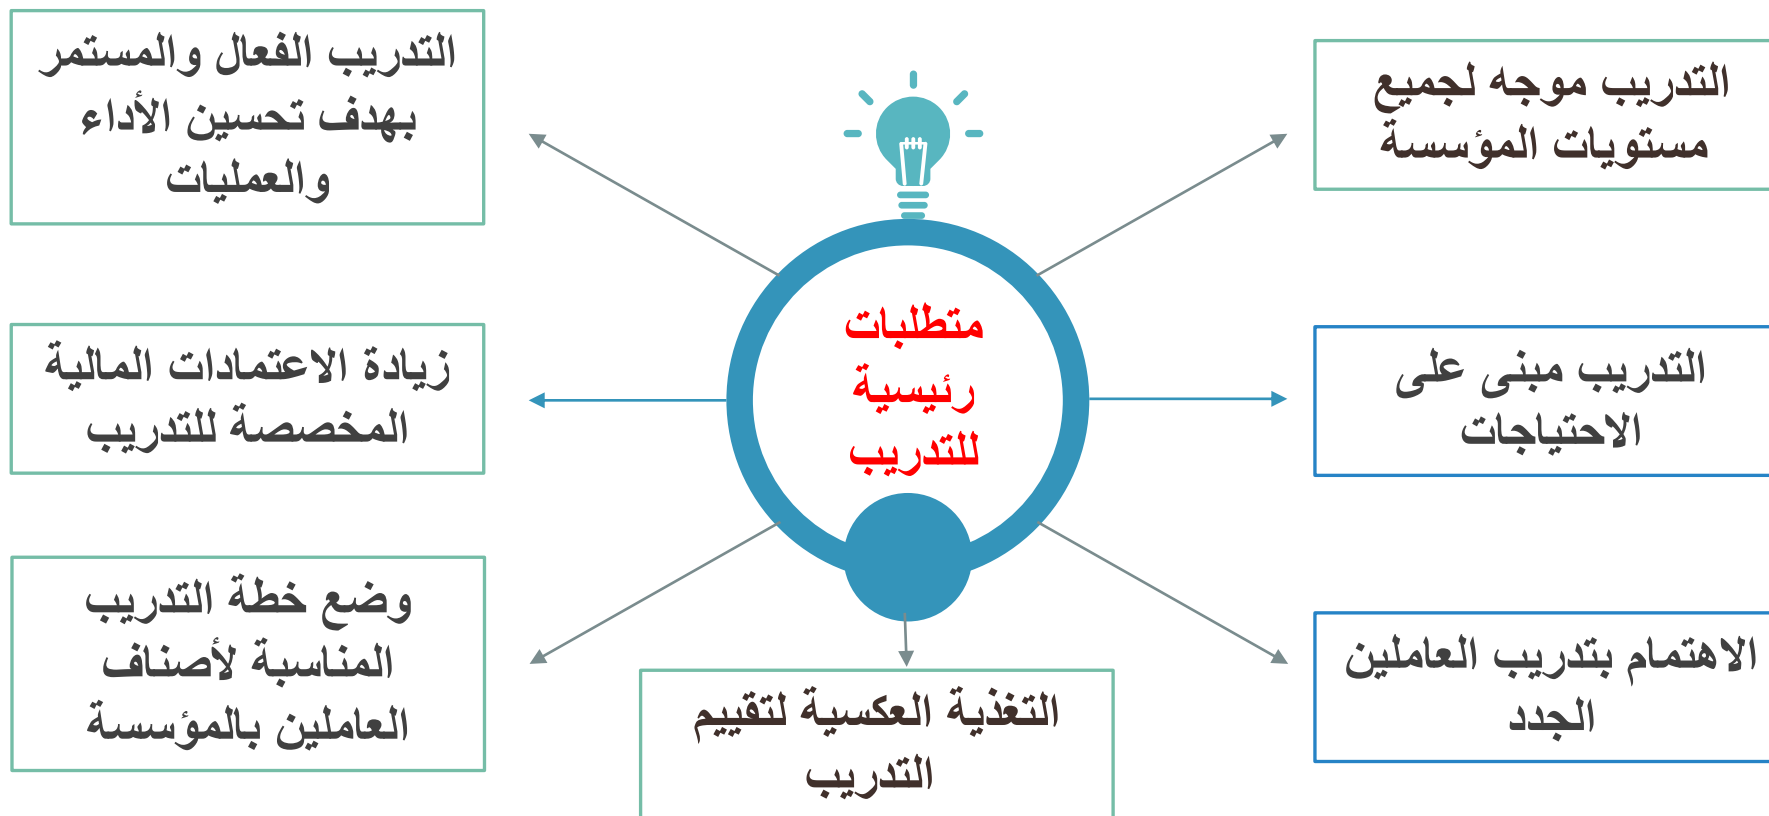 متطلبات
رئيسية
للتدريب
التدريب موجه لجميع
مستويات المؤسسة
التدريب مبنى على
الاحتياجات
الاهتمام بتدريب العاملين
الجدد
التغذية العكسية لتقييم
التدريب
التدريب الفعال والمستمر
بهدف تحسين الأداء
والعمليات
زيادة الاعتمادات المالية
المخصصة للتدريب
وضع خطة التدريب
المناسبة لأصناف
العاملين بالمؤسسة